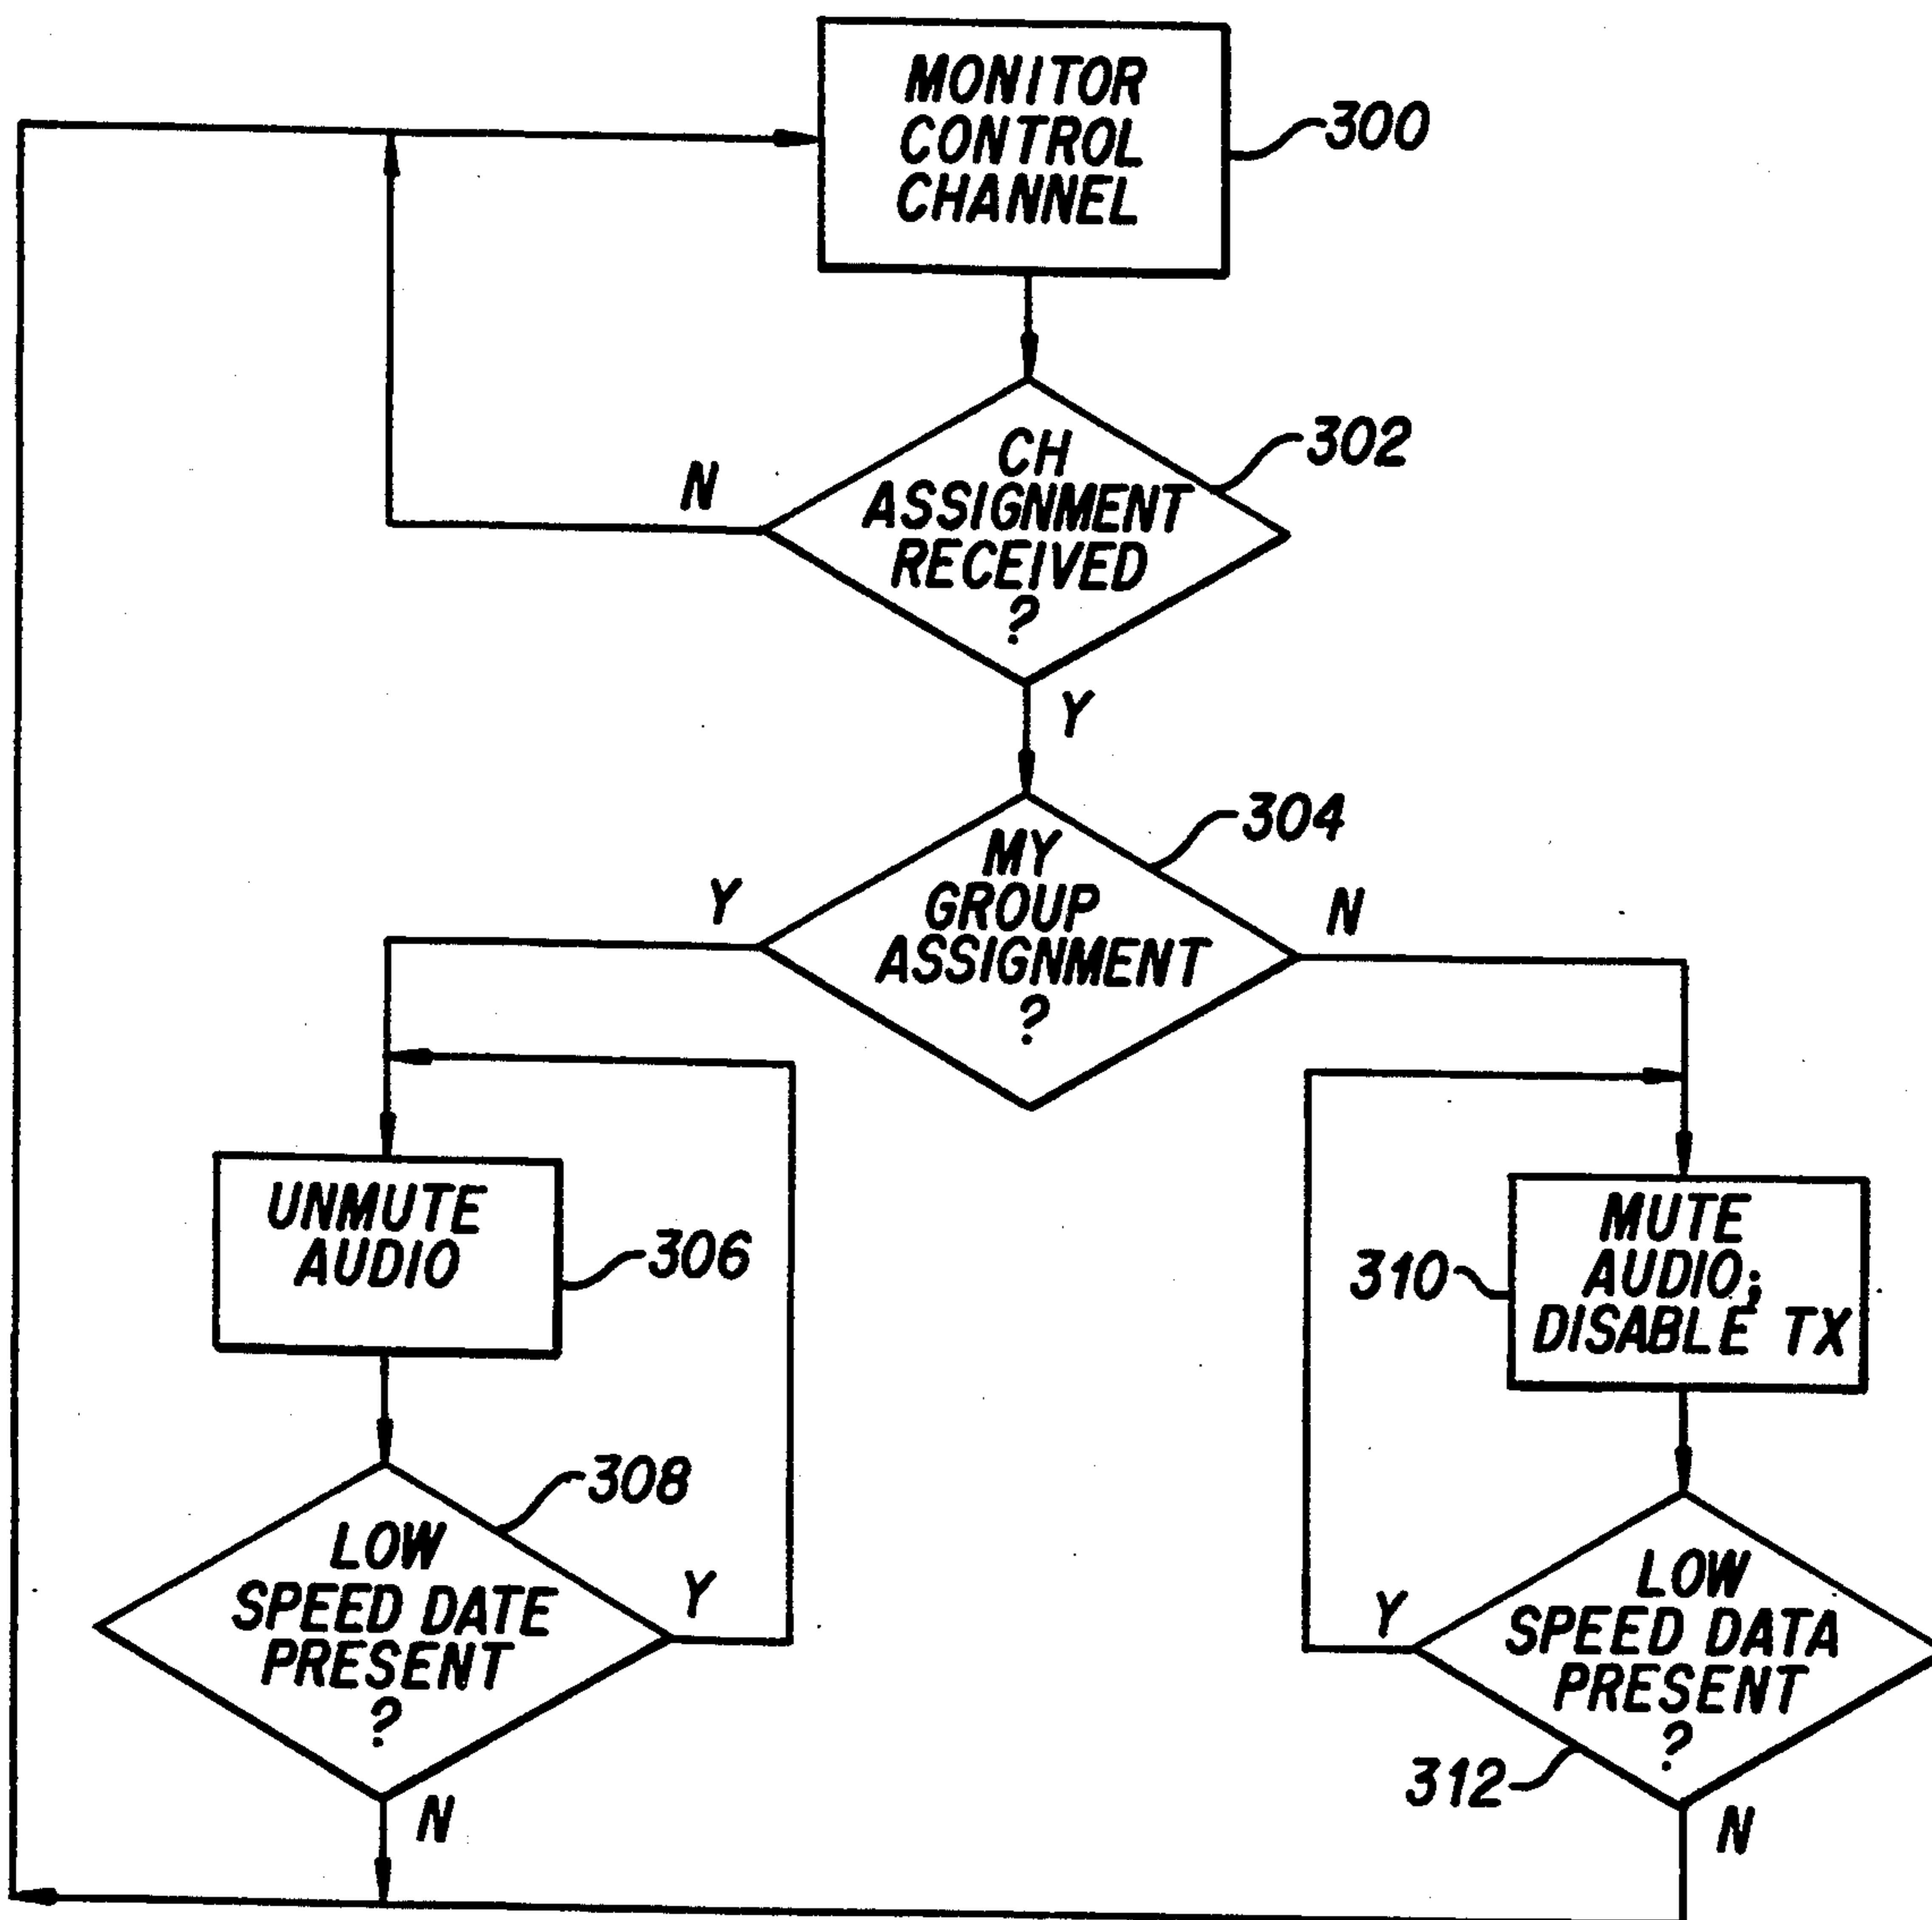 MONITOR
CONTROL
CHANNEL
300
CH
ASSIGNMENT
RECEIVED
?
302
N
Y
MY
GROUP
ASSIGNMENT
?
304
Y
N
UNMUTE
AUDIO
306
MUTE
AUDIO;
DISABLE TX
310
LOW
SPEED DATE
PRESENT
?
308
Y
N
LOW
SPEED DATA
PRESENT
?
312
Y
N